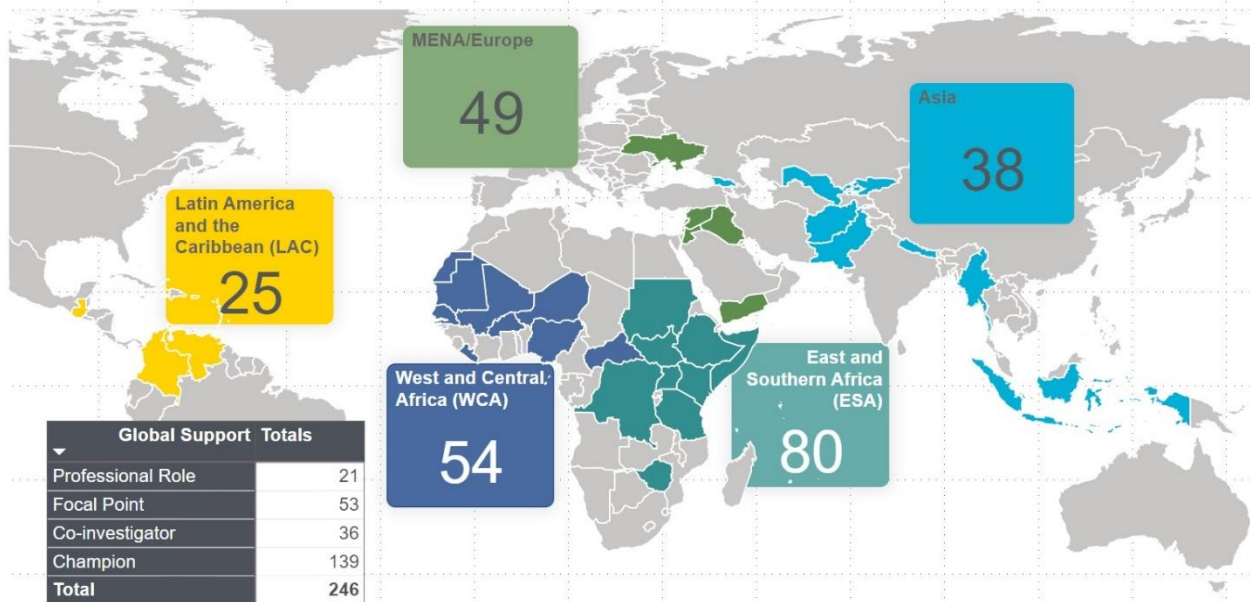 MENA/Europe
49
Asia
38
Latin America
and the
Caribbean (LAC)
25
West and Central
Africa (WCA)
54
East and
Southern Africa
(ESA)
80
Global Support Totals
Professional Role 21
Focal Point 53
Co-investigator 36
Champion 139
Total 246